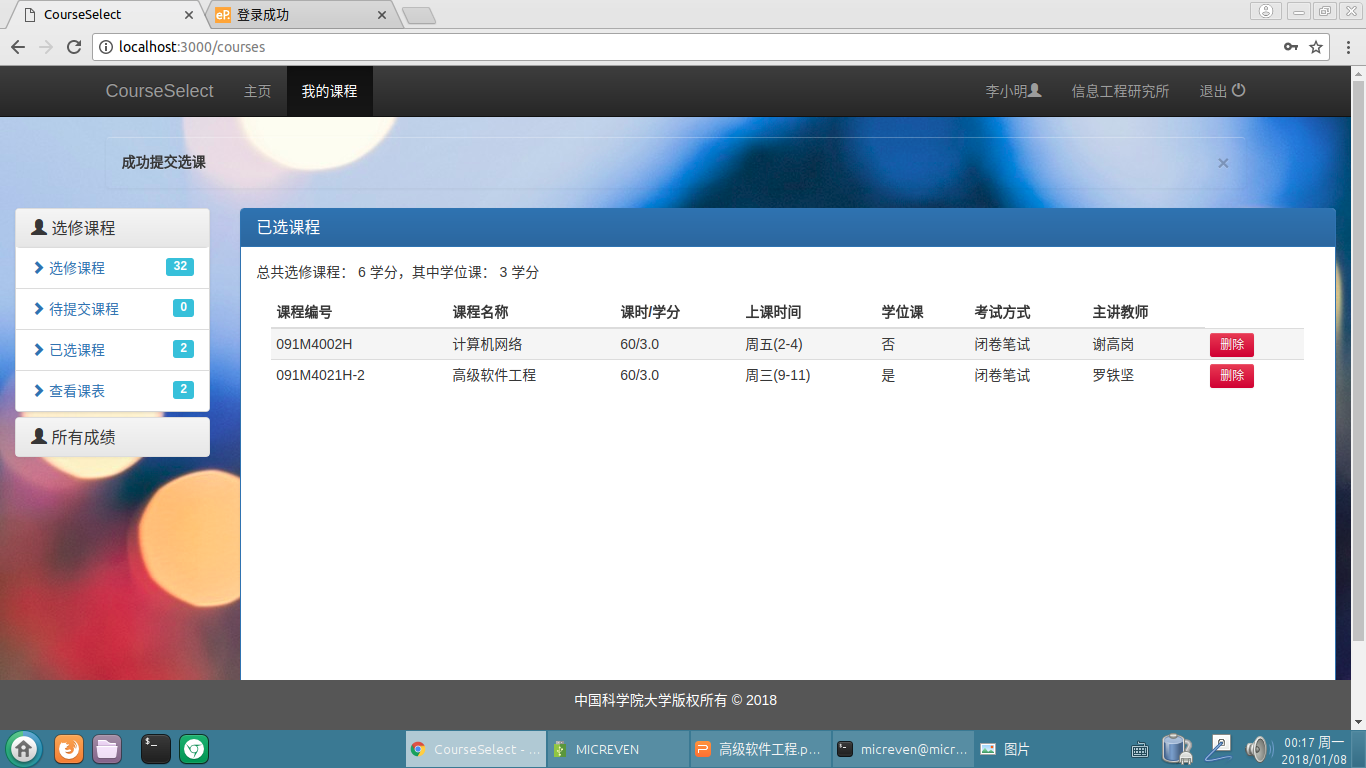 CourseSelect
登录成功
localhost:3000/courses
CourseSelect 主页 我的课程 李小明 信息工程研究所 退出
成功提交选课 ×
选修课程
选修课程 32
待提交课程 0
已选课程 2
查看课表 2
所有成绩
已选课程
总共选修课程： 6 学分，其中学位课： 3 学分
课程编号 课程名称 课时/学分 上课时间 学位课 考试方式 主讲教师
091M4002H 计算机网络 60/3.0 周五(2-4) 否 闭卷笔试 谢高岗 删除
091M4021H-2 高级软件工程 60/3.0 周三(9-11) 是 闭卷笔试 罗铁坚 删除
中国科学院大学版权所有 © 2018
CourseSelect - ...
MICREVEN
高级软件工程.p...
micreven@micr...
图片
00:17 周一
2018/01/08